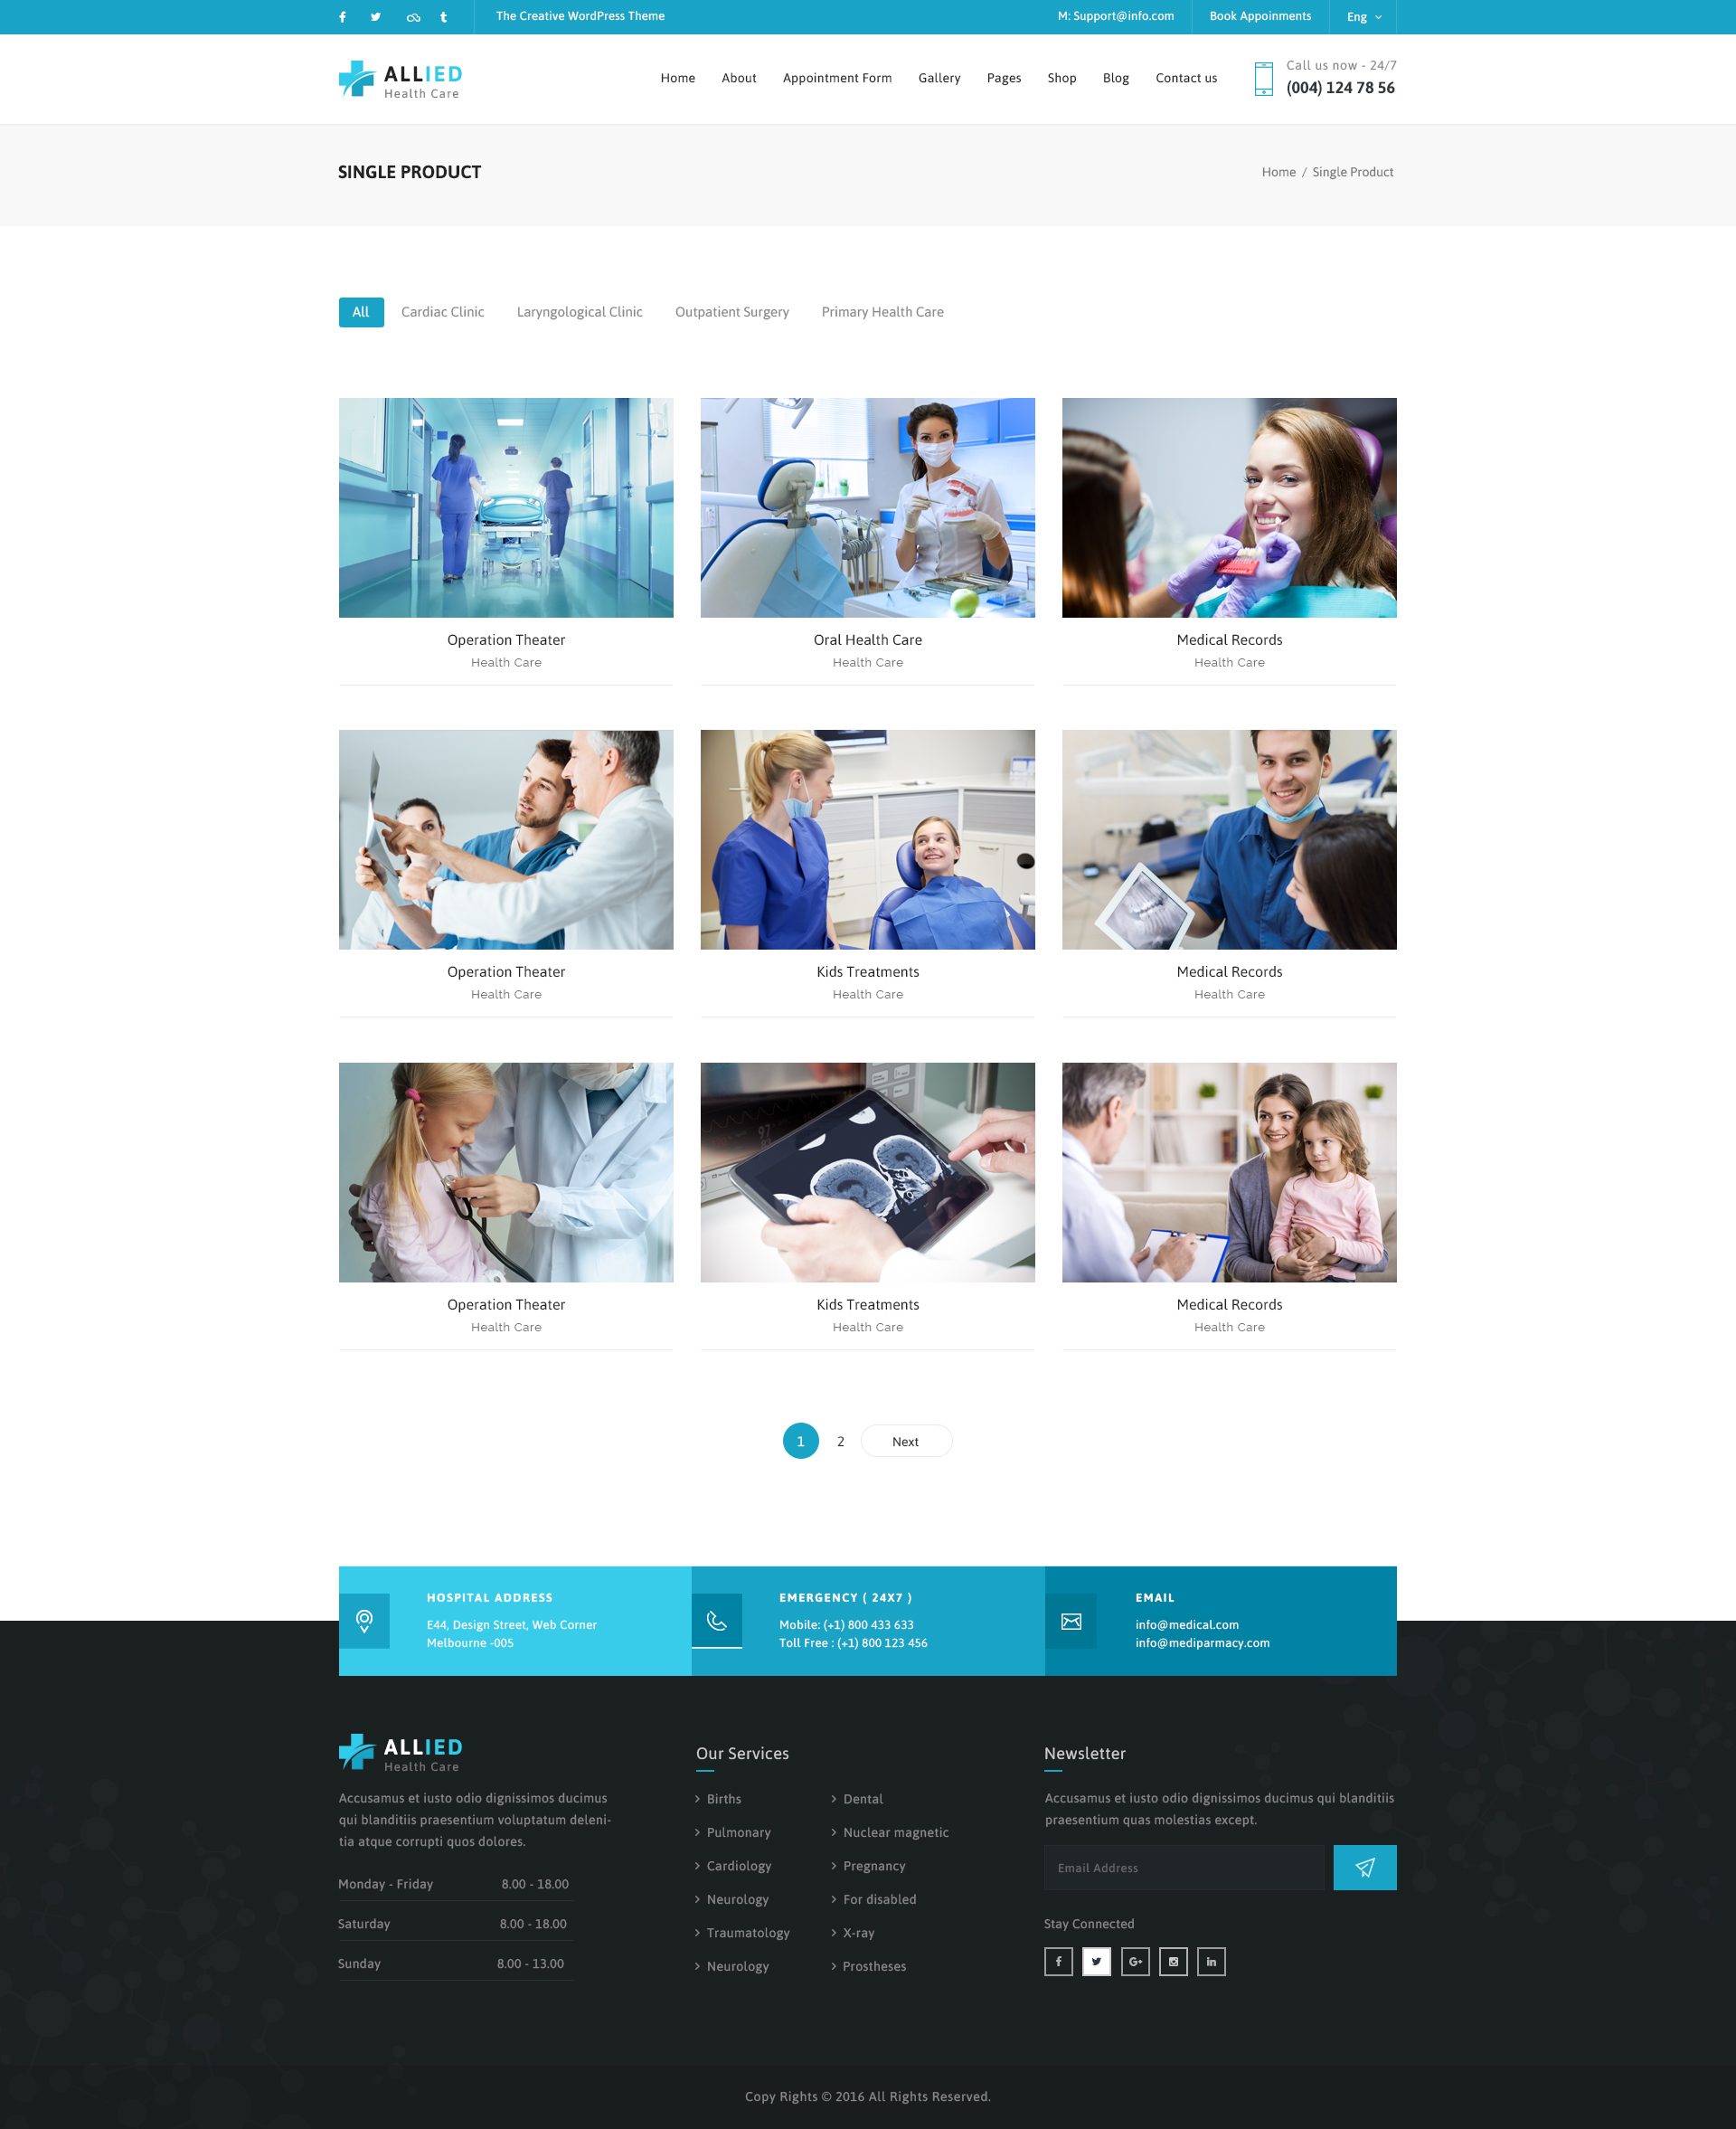 The Creative WordPress Theme
M: Support@info.com
Book Appoinments
Eng
ALLIED
Health Care
Home
About
Appointment Form
Gallery
Pages
Shop
Blog
Contact us
Call us now - 24/7
(004) 124 78 56
SINGLE PRODUCT
Home / Single Product
All
Cardiac Clinic
Laryngological Clinic
Outpatient Surgery
Primary Health Care
Operation Theater
Health Care
Oral Health Care
Health Care
Medical Records
Health Care
Operation Theater
Health Care
Kids Treatments
Health Care
Medical Records
Health Care
Operation Theater
Health Care
Kids Treatments
Health Care
Medical Records
Health Care
1
2
Next
HOSPITAL ADDRESS
E44, Design Street, Web Corner
Melbourne -005
EMERGENCY ( 24X7 )
Mobile: (+1) 800 433 633
Toll Free : (+1) 800 123 456
EMAIL
info@medical.com
info@mediparmacy.com
ALLIED
Health Care
Accusamus et iusto odio dignissimos ducimus
qui blanditiis praesentium voluptatum deleni-
tia atque corrupti quos dolores.
Monday - Friday 8.00 - 18.00
Saturday 8.00 - 18.00
Sunday 8.00 - 13.00
Our Services
Births
Pulmonary
Cardiology
Neurology
Traumatology
Neurology
Dental
Nuclear magnetic
Pregnancy
For disabled
X-ray
Prostheses
Newsletter
Accusamus et iusto odio dignissimos ducimus qui blanditiis
praesentium quas molestias except.
Email Address
Stay Connected
Copy Rights © 2016 All Rights Reserved.